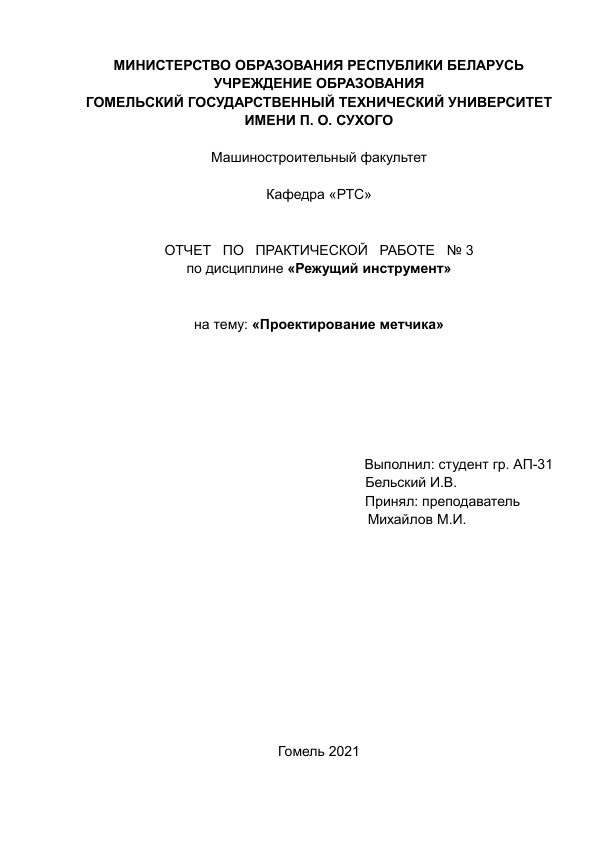 МИНИСТЕРСТВО ОБРАЗОВАНИЯ РЕСПУБЛИКИ БЕЛАРУСЬ
УЧРЕЖДЕНИЕ ОБРАЗОВАНИЯ
ГОМЕЛЬСКИЙ ГОСУДАРСТВЕННЫЙ ТЕХНИЧЕСКИЙ УНИВЕРСИТЕТ
ИМЕНИ П. О. СУХОГО
Машиностроительный факультет
Кафедра «РТС»
ОТЧЕТ ПО ПРАКТИЧЕСКОЙ РАБОТЕ № 3
по дисциплине «Режущий инструмент»
на тему: «Проектирование метчика»
Выполнил: студент гр. АП-31
Бельский И.В.
Принял: преподаватель
Михайлов М.И.
Гомель 2021